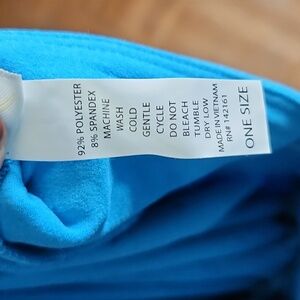 92% POLYESTER
8% SPANDEX
MACHINE
WASH
COLD
GENTLE
CYCLE
DO NOT
BLEACH
TUMBLE
DRY LOW
MADE IN VIETNAM
RN# 142161
ONE SIZE